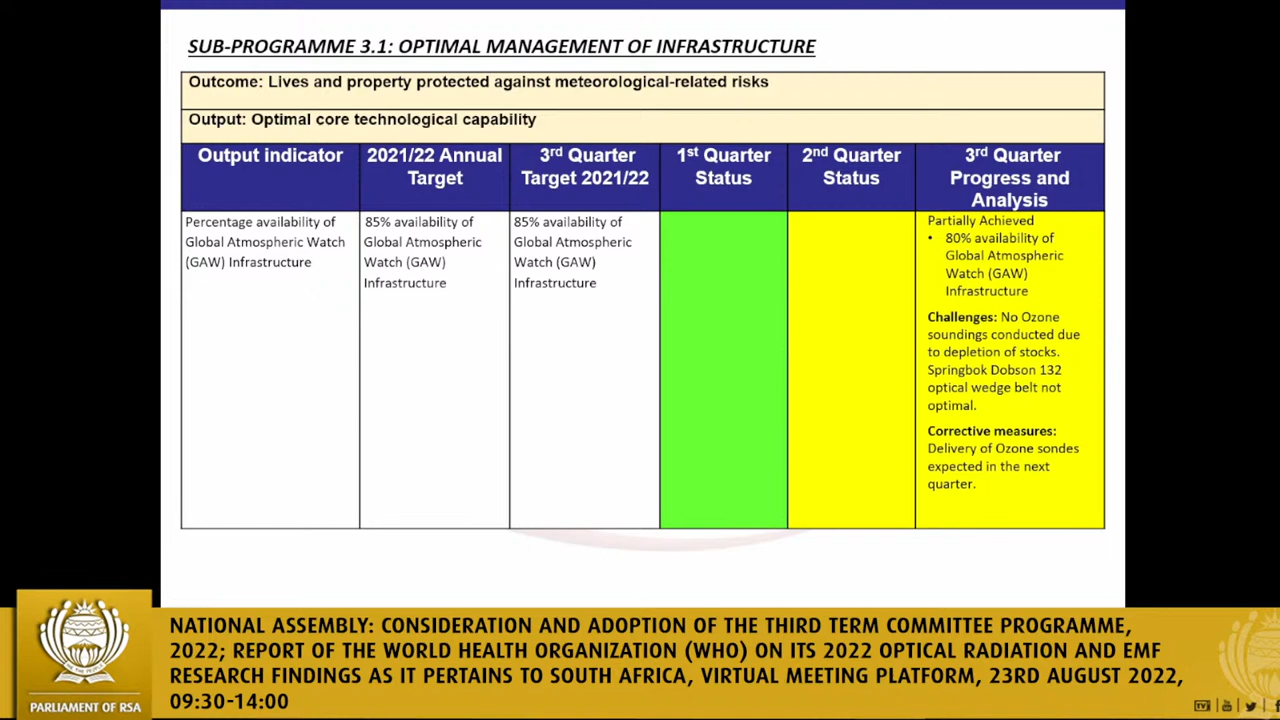 SUB-PROGRAMME 3.1: OPTIMAL MANAGEMENT OF INFRASTRUCTURE
Outcome: Lives and property protected against meteorological-related risks
Output: Optimal core technological capability
Output indicator
2021/22 Annual
Target
3rd Quarter
Target 2021/22
1st Quarter
Status
2nd Quarter
Status
3rd Quarter
Progress and
Analysis
Percentage availability of
Global Atmospheric Watch
(GAW) Infrastructure
85% availability of
Global Atmospheric
Watch (GAW)
Infrastructure
85% availability of
Global Atmospheric
Watch (GAW)
Infrastructure
Partially Achieved
• 80% availability of
Global Atmospheric
Watch (GAW)
Infrastructure
Challenges: No Ozone
soundings conducted due
to depletion of stocks.
Springbok Dobson 132
optical wedge belt not
optimal.
Corrective measures:
Delivery of Ozone sondes
expected in the next
quarter.
NATIONAL ASSEMBLY: CONSIDERATION AND ADOPTION OF THE THIRD TERM COMMITTEE PROGRAMME,
2022; REPORT OF THE WORLD HEALTH ORGANIZATION (WHO) ON ITS 2022 OPTICAL RADIATION AND EMF
RESEARCH FINDINGS AS IT PERTAINS TO SOUTH AFRICA, VIRTUAL MEETING PLATFORM, 23RD AUGUST 2022,
09:30-14:00
PARLIAMENT OF RSA